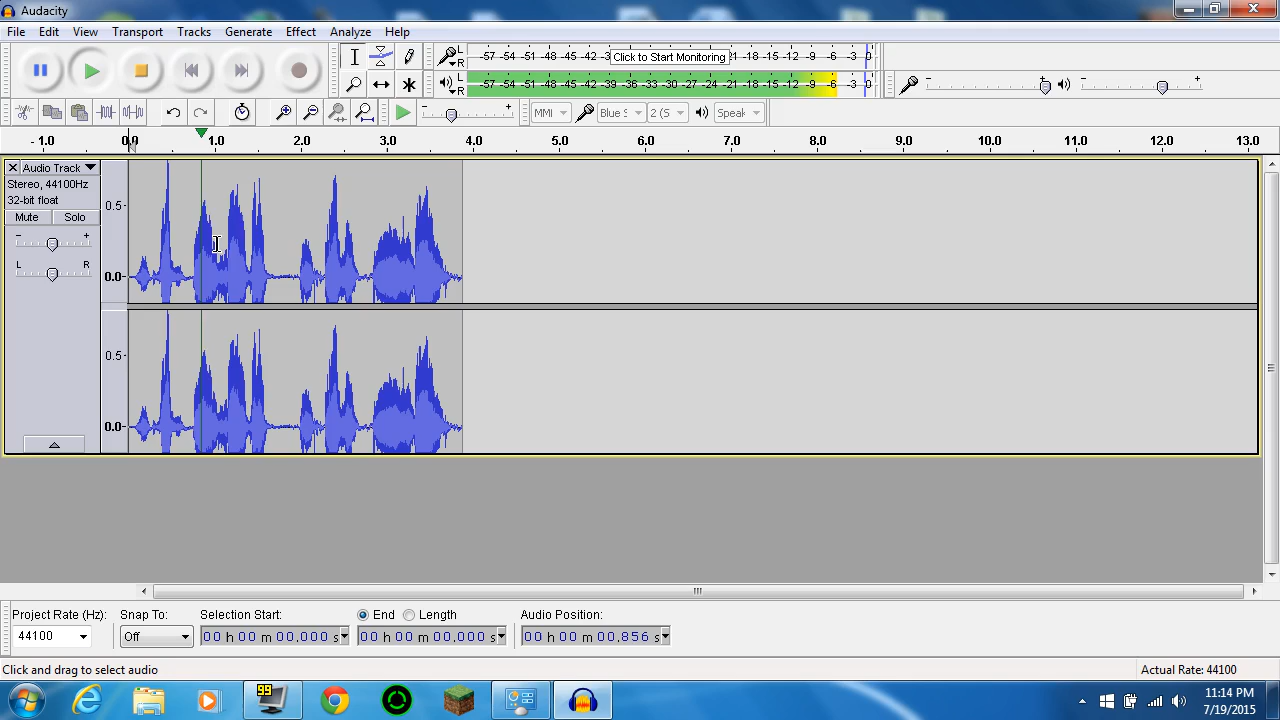 Audacity
File Edit View Transport Tracks Generate Effect Analyze Help
L R -57 -54 -51 -48 -45 -42 Click to Start Monitoring -12 -9 -6 -3 0
L R -57 -54 -51 -48 -45 -42 -39 -36 -33 -30 -27 -24 -21 -18 -15 -12 -9 -6 -3 0
MMI Blue S 2 (S Speak
- 1.0 1.0 2.0 3.0 4.0 5.0 6.0 7.0 8.0 9.0 10.0 11.0 12.0 13.0
Audio Track
Stereo, 44100Hz
32-bit float
Mute Solo
- +
L R
0.5
0.0
0.5
0.0
Project Rate (Hz): Snap To: Selection Start: End Length Audio Position:
44100 Off 00 h 00 m 00.000 s 00 h 00 m 00.000 s 00 h 00 m 00.856 s
Click and drag to select audio Actual Rate: 44100
99
11:14 PM
7/19/2015